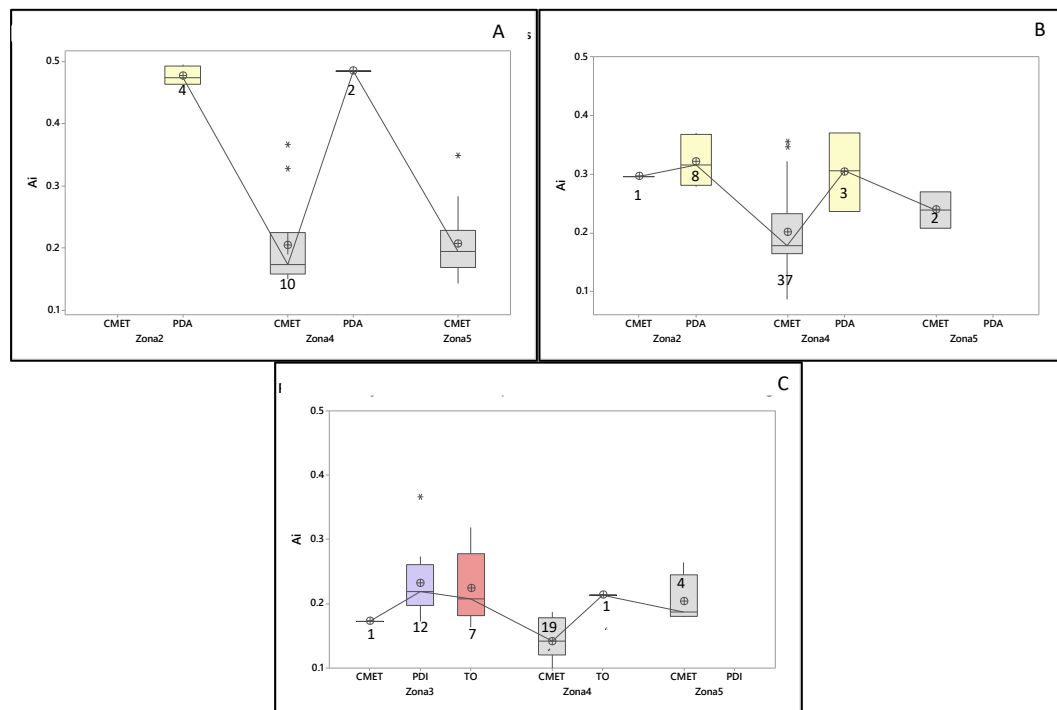 A
s
0.5
0.4
0.3
0.2
0.1
Ai
4
10
2
CMET PDA CMET PDA CMET
Zona2 Zona4 Zona5
B
0.5
0.4
0.3
0.2
0.1
Ai
1
8
37
3
2
CMET PDA CMET PDA CMET PDA
Zona2 Zona4 Zona5
C
0.5
0.4
0.3
0.2
0.1
Ai
1
12
7
19
1
4
CMET PDI TO CMET TO CMET PDI
Zona3 Zona4 Zona5